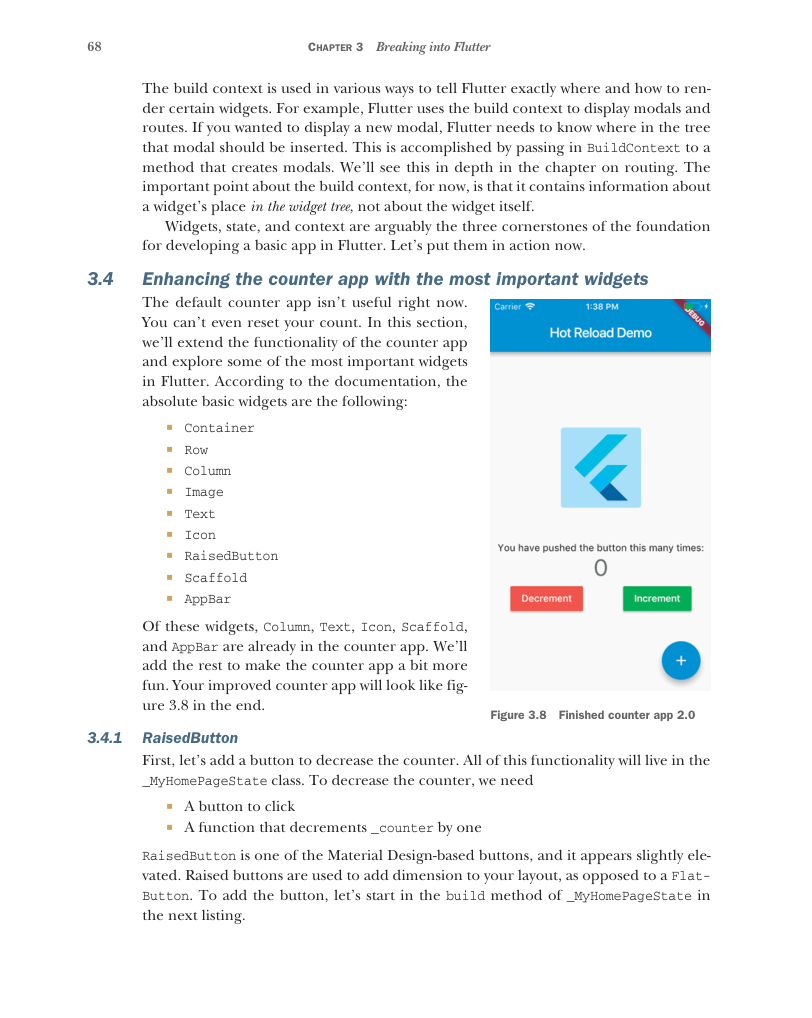 68
CHAPTER 3 Breaking into Flutter
The build context is used in various ways to tell Flutter exactly where and how to ren-
der certain widgets. For example, Flutter uses the build context to display modals and
routes. If you wanted to display a new modal, Flutter needs to know where in the tree
that modal should be inserted. This is accomplished by passing in BuildContext to a
method that creates modals. We'll see this in depth in the chapter on routing. The
important point about the build context, for now, is that it contains information about
a widget's place in the widget tree, not about the widget itself.
Widgets, state, and context are arguably the three cornerstones of the foundation
for developing a basic app in Flutter. Let's put them in action now.
3.4 Enhancing the counter app with the most important widgets
The default counter app isn't useful right now.
You can't even reset your count. In this section,
we'll extend the functionality of the counter app
and explore some of the most important widgets
in Flutter. According to the documentation, the
absolute basic widgets are the following:
■ Container
■ Row
■ Column
■ Image
■ Text
■ Icon
■ RaisedButton
■ Scaffold
■ AppBar
Of these widgets, Column, Text, Icon, Scaffold,
and AppBar are already in the counter app. We'll
add the rest to make the counter app a bit more
fun. Your improved counter app will look like fig-
ure 3.8 in the end.
Carrier 1:38 PM
DEBUG
Hot Reload Demo
You have pushed the button this many times:
0
Decrement Increment
+
Figure 3.8 Finished counter app 2.0
3.4.1 RaisedButton
First, let's add a button to decrease the counter. All of this functionality will live in the
_MyHomePageState class. To decrease the counter, we need
■ A button to click
■ A function that decrements _counter by one
RaisedButton is one of the Material Design-based buttons, and it appears slightly ele-
vated. Raised buttons are used to add dimension to your layout, as opposed to a Flat-
Button. To add the button, let's start in the build method of _MyHomePageState in
the next listing.